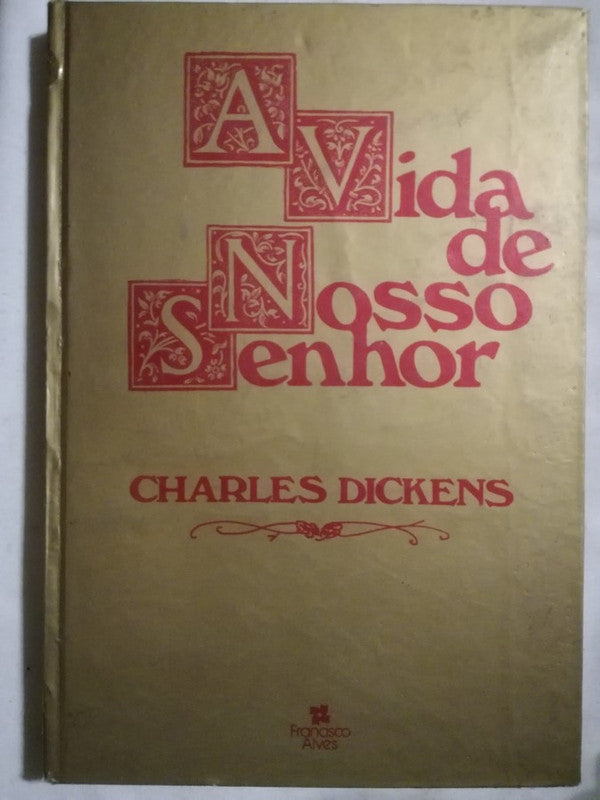 A Vida
de
Nosso
Senhor
CHARLES DICKENS
Francisco
Alves